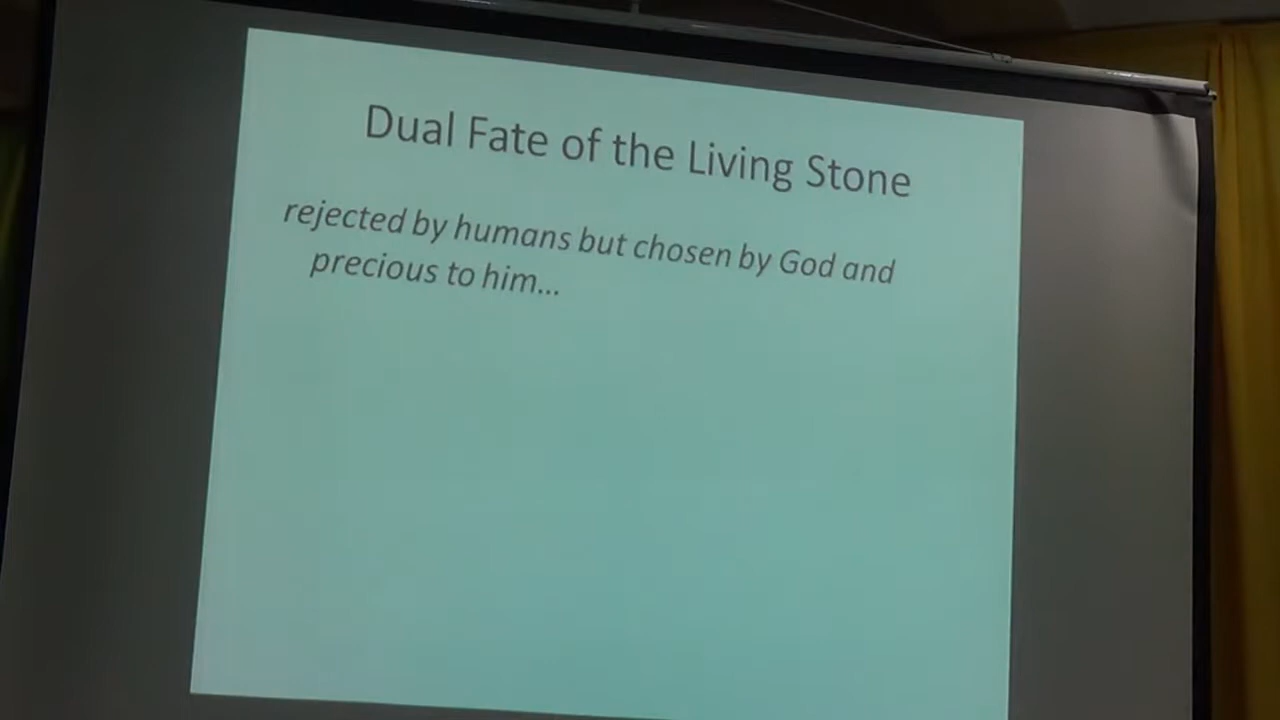 Dual Fate of the Living Stone
rejected by humans but chosen by God and
precious to him...